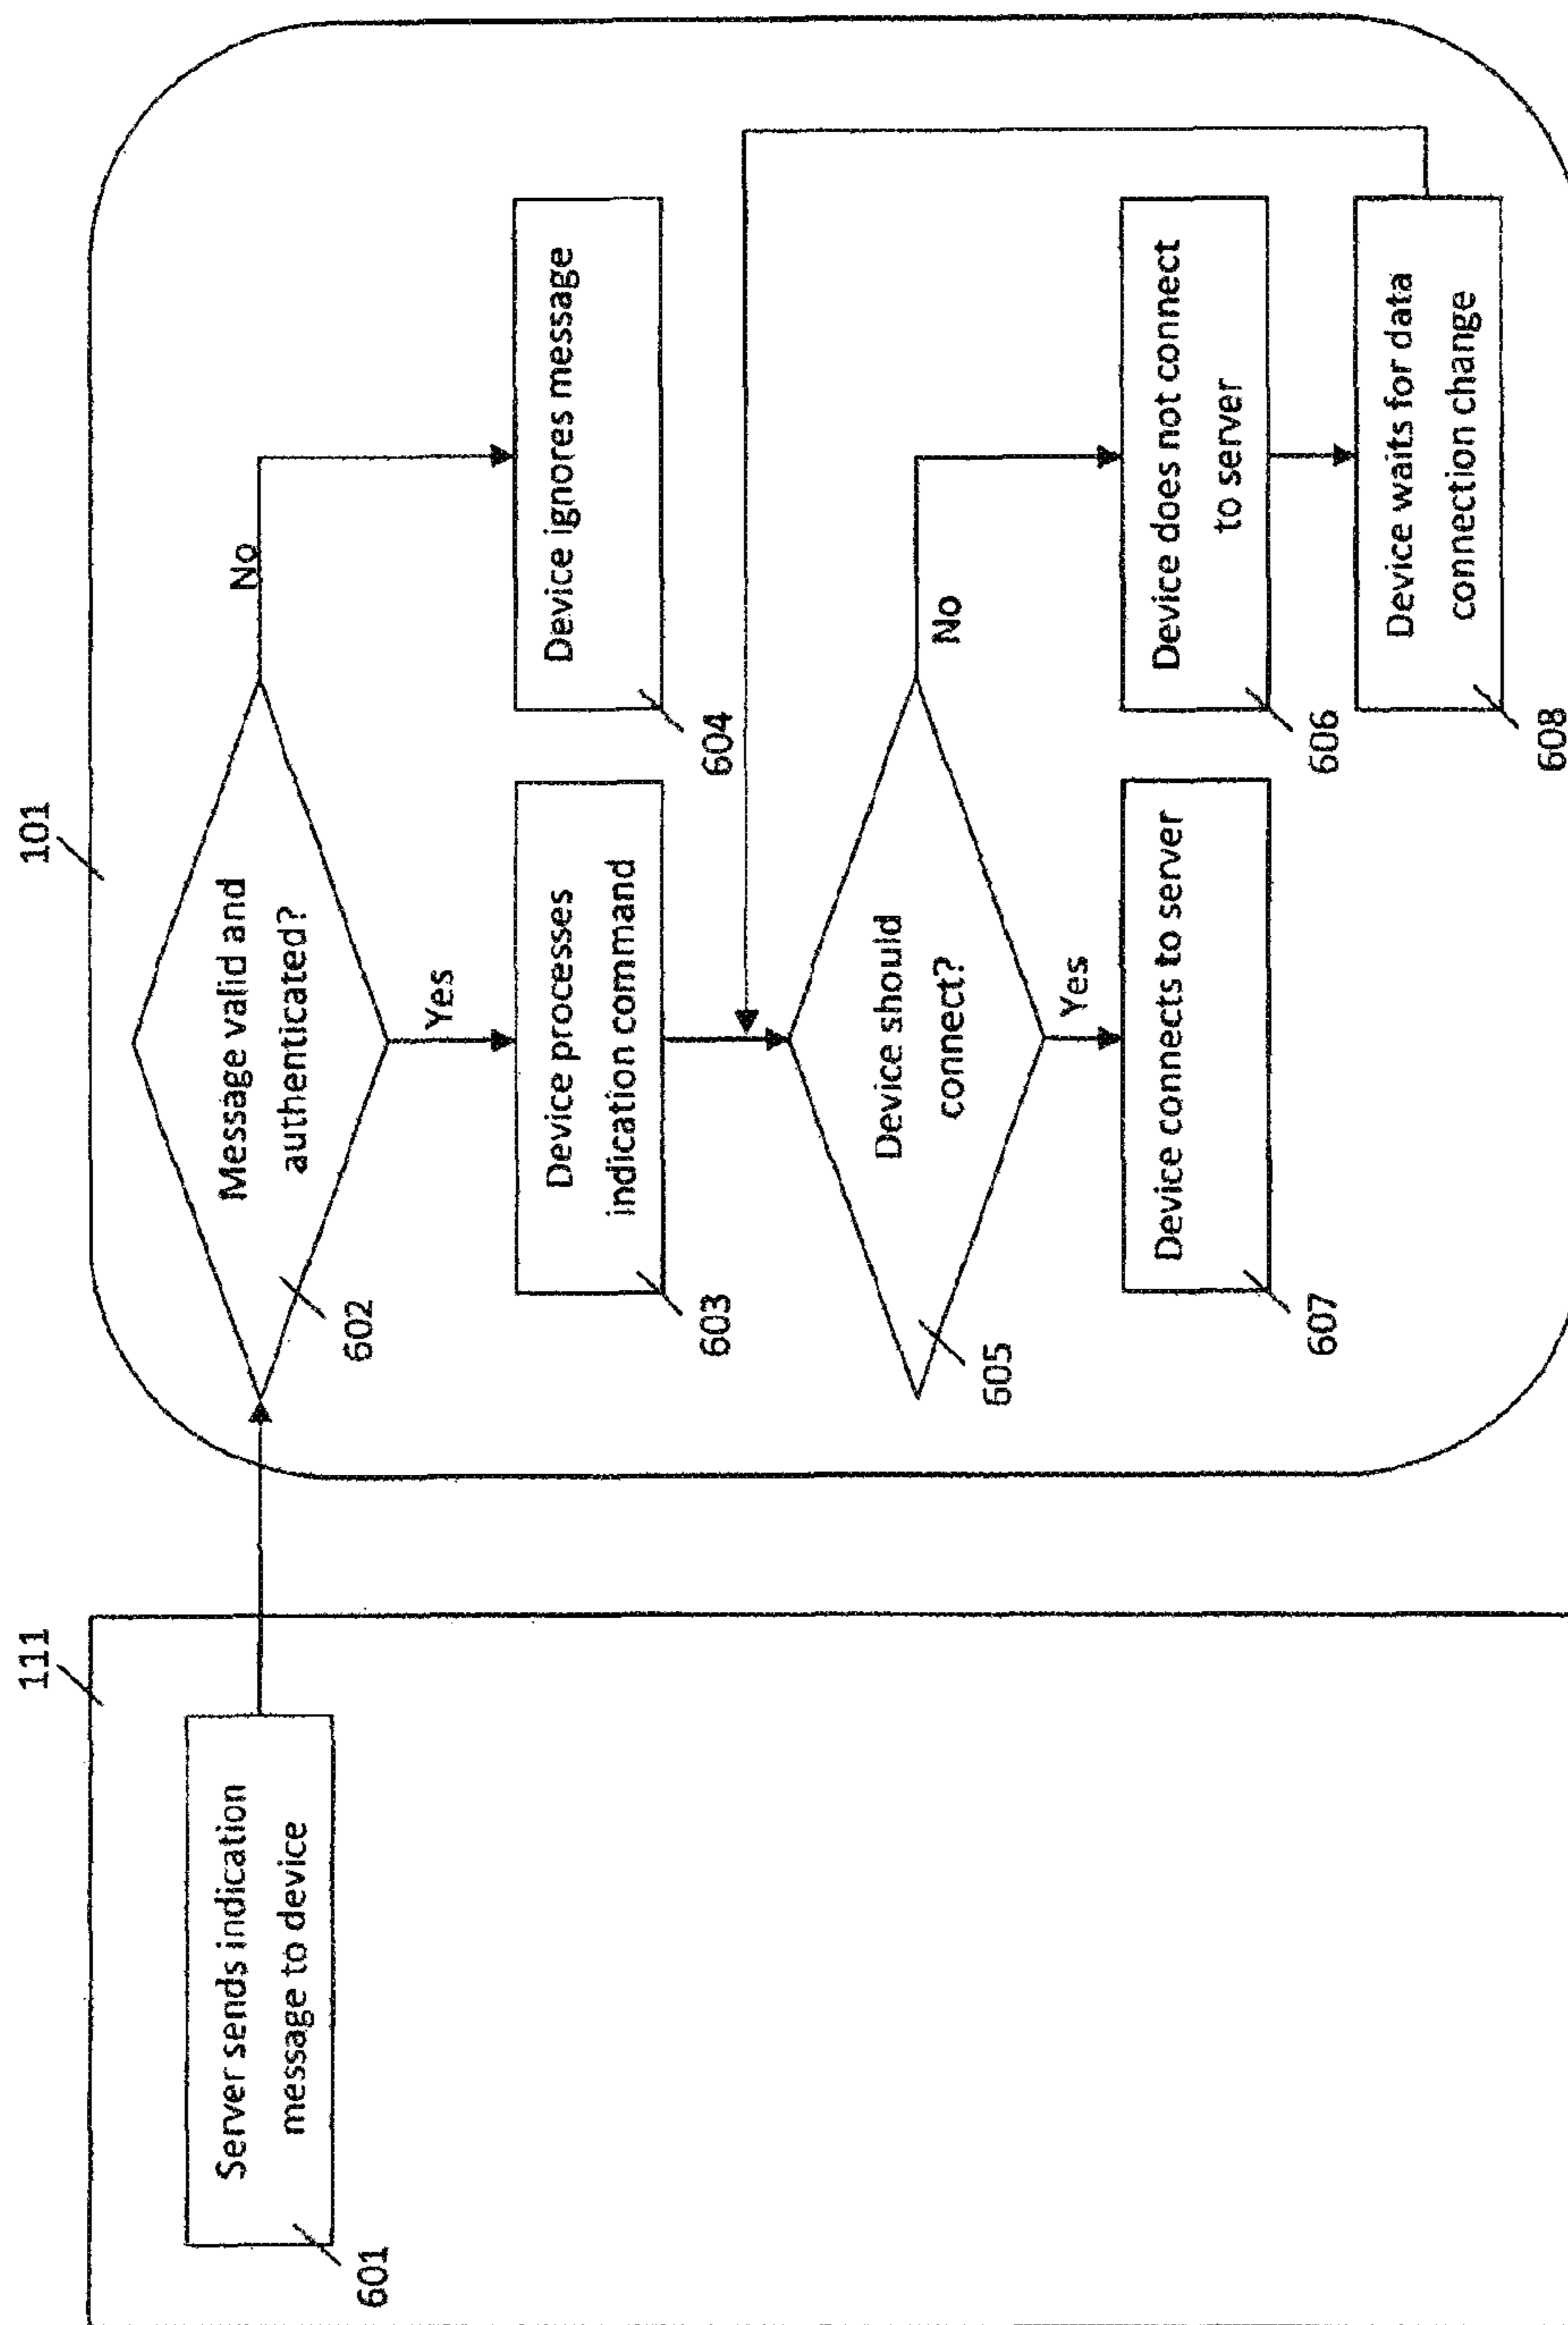 111
101
Server sends indication
message to device
601
Message valid and
authenticated?
602
No
Yes
Device processes
indication command
603
Device ignores message
604
Device should
connect?
605
No
Yes
Device connects to server
607
Device does not connect
to server
606
Device waits for data
connection change
608